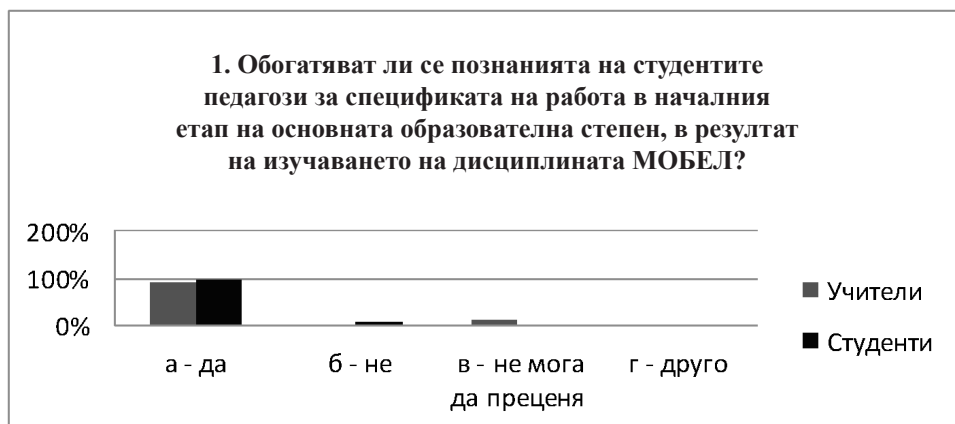 1. Обогатяват ли се познанията на студентите
педагози за спецификата на работа в началния
етап на основната образователна степен, в резултат
на изучаването на дисциплината МОБЕЛ?
200%
100%
0%
а - да
б - не
в - не мога
да преценя
г - друго
Учители
Студенти